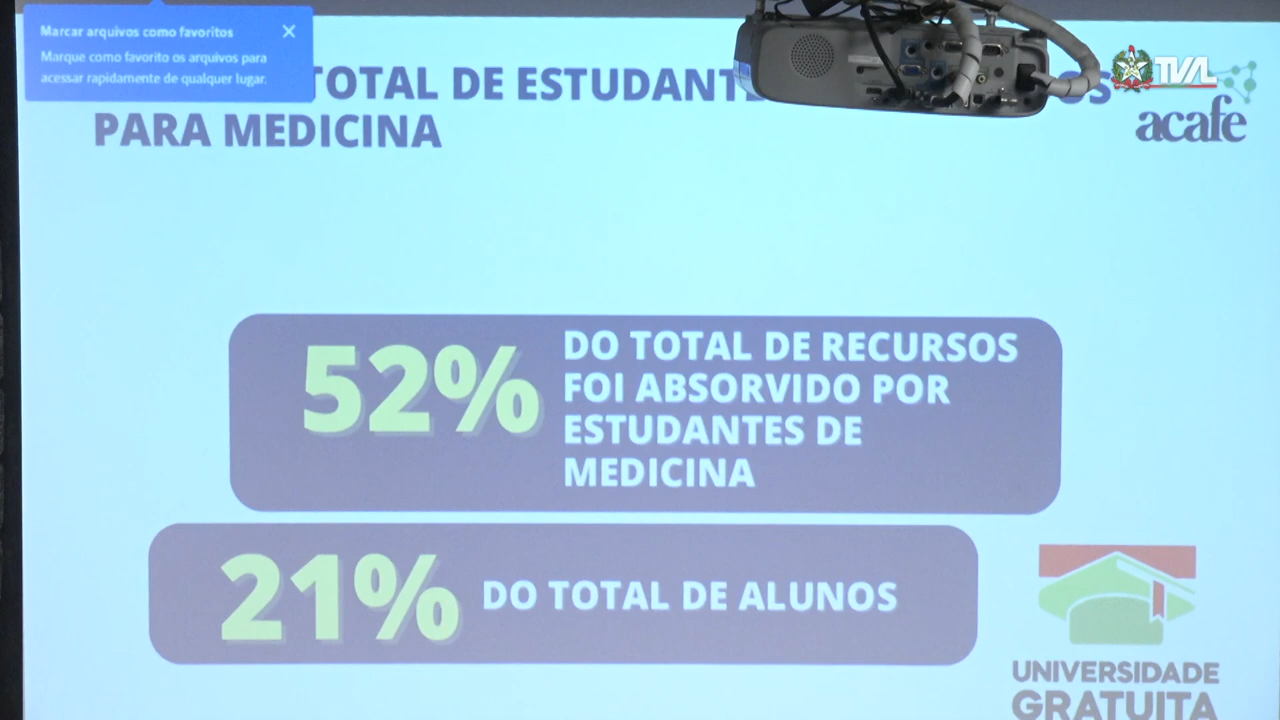 Marcar arquivos como favoritos
Marque como favorito os arquivos para
acessar rapidamente de qualquer lugar.
TOTAL DE ESTUDANTE
PARA MEDICINA
TVAL
acafe
52%
DO TOTAL DE RECURSOS
FOI ABSORVIDO POR
ESTUDANTES DE
MEDICINA
21% DO TOTAL DE ALUNOS
UNIVERSIDADE
GRATUITA